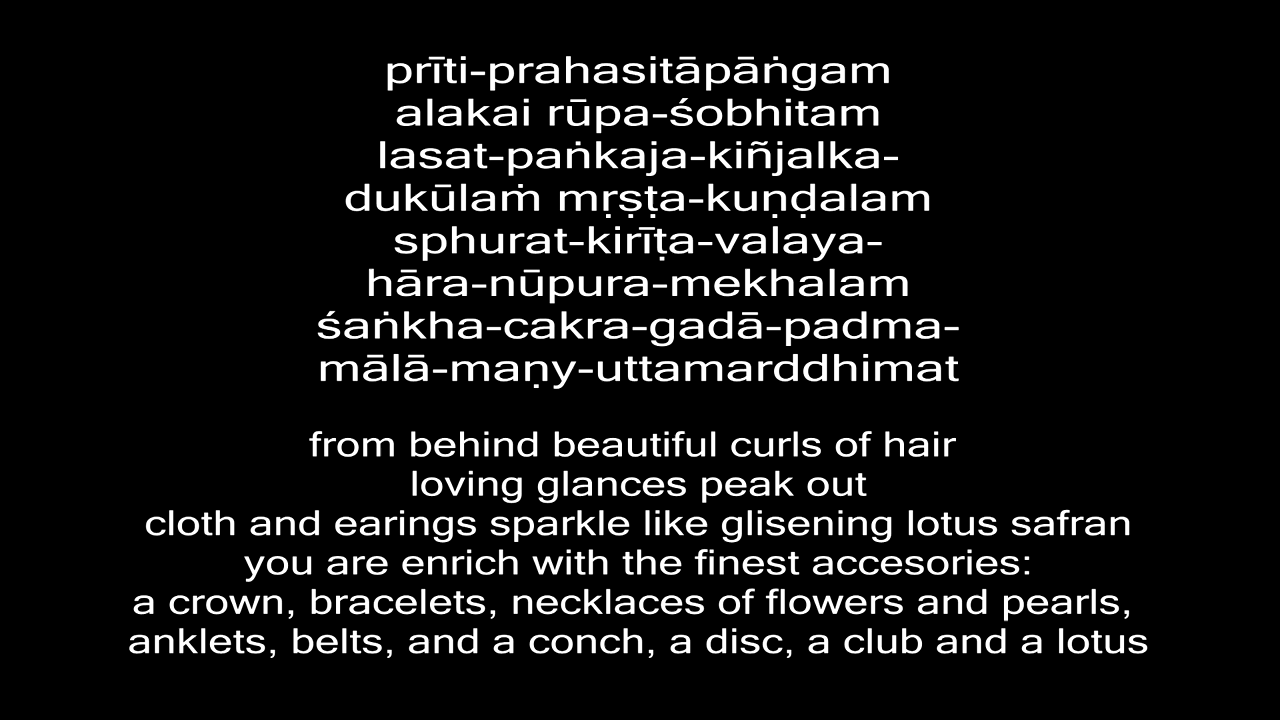 prīti-prahasitāpāṅgam
alakai rūpa-śobhitam
lasat-paṅkaja-kiñjalka-
dukūlaṁ mṛṣṭa-kuṇḍalam
sphurat-kirīṭa-valaya-
hāra-nūpura-mekhalam
śaṅkha-cakra-gadā-padma-
mālā-maṇy-uttamarddhimat
from behind beautiful curls of hair
loving glances peak out
cloth and earings sparkle like glisening lotus safran
you are enrich with the finest accesories:
a crown, bracelets, necklaces of flowers and pearls,
anklets, belts, and a conch, a disc, a club and a lotus